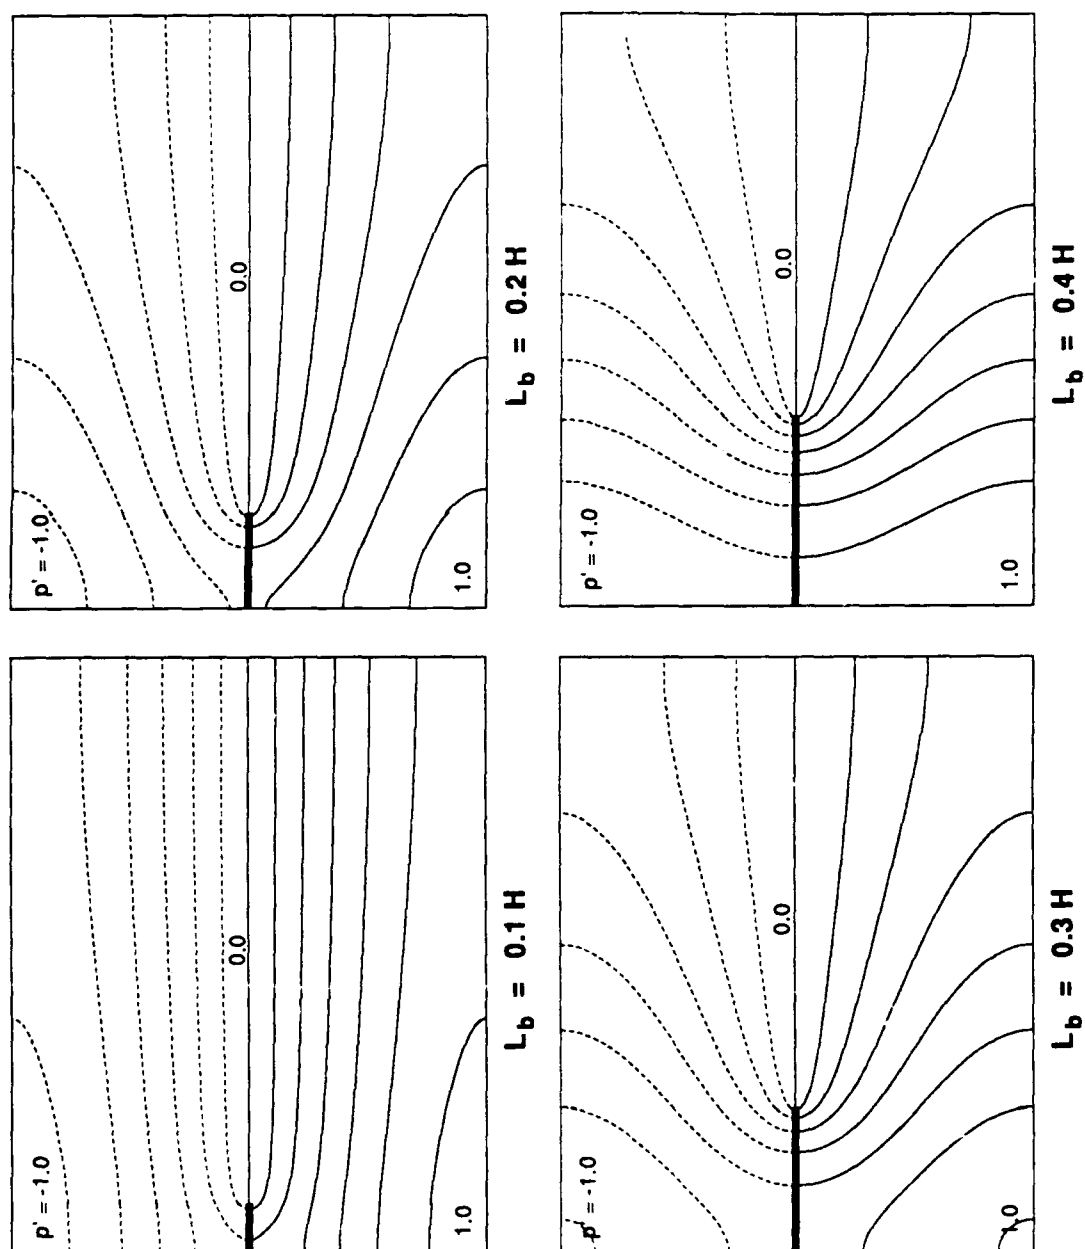 p' = -1.0
0.0
1.0
L_b = 0.2 H
p' = -1.0
0.0
1.0
L_b = 0.4 H
p' = -1.0
0.0
1.0
L_b = 0.1 H
p' = -1.0
0.0
1.0
L_b = 0.3 H